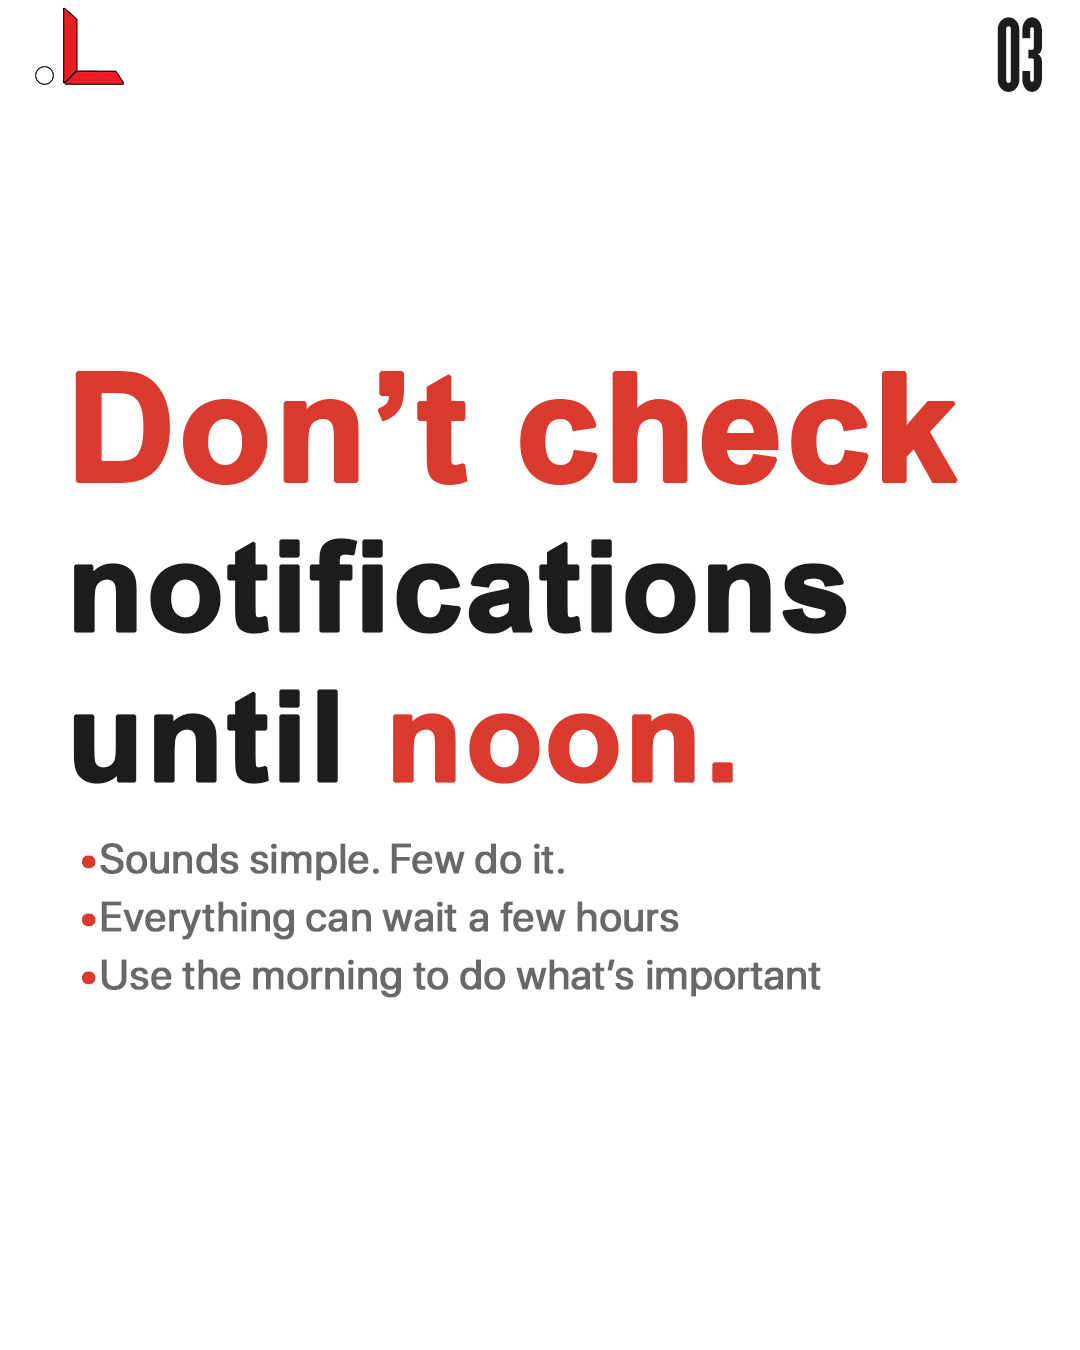 L
03
Don’t check
notifications
until noon.
•Sounds simple. Few do it.
•Everything can wait a few hours
•Use the morning to do what’s important